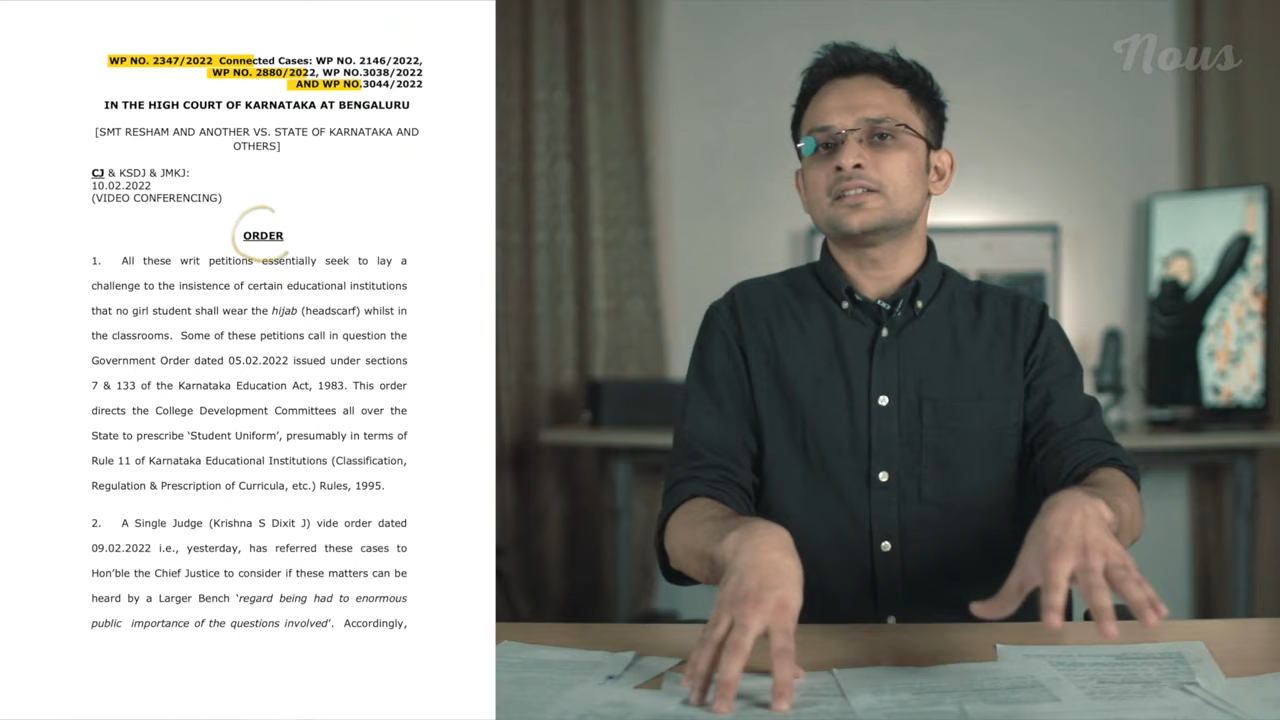 WP NO. 2347/2022 Connected Cases: WP NO. 2146/2022,
WP NO. 2880/2022, WP NO.3038/2022
AND WP NO.3044/2022
IN THE HIGH COURT OF KARNATAKA AT BENGALURU
[SMT RESHAM AND ANOTHER VS. STATE OF KARNATAKA AND
OTHERS]
CJ & KSDJ & JMKJ:
10.02.2022
(VIDEO CONFERENCING)
ORDER
1. All these writ petitions essentially seek to lay a
challenge to the insistence of certain educational institutions
that no girl student shall wear the hijab (headscarf) whilst in
the classrooms. Some of these petitions call in question the
Government Order dated 05.02.2022 issued under sections
7 & 133 of the Karnataka Education Act, 1983. This order
directs the College Development Committees all over the
State to prescribe ‘Student Uniform’, presumably in terms of
Rule 11 of Karnataka Educational Institutions (Classification,
Regulation & Prescription of Curricula, etc.) Rules, 1995.
2. A Single Judge (Krishna S Dixit J) vide order dated
09.02.2022 i.e., yesterday, has referred these cases to
Hon’ble the Chief Justice to consider if these matters can be
heard by a Larger Bench ‘regard being had to enormous
public importance of the questions involved’. Accordingly,
Nous